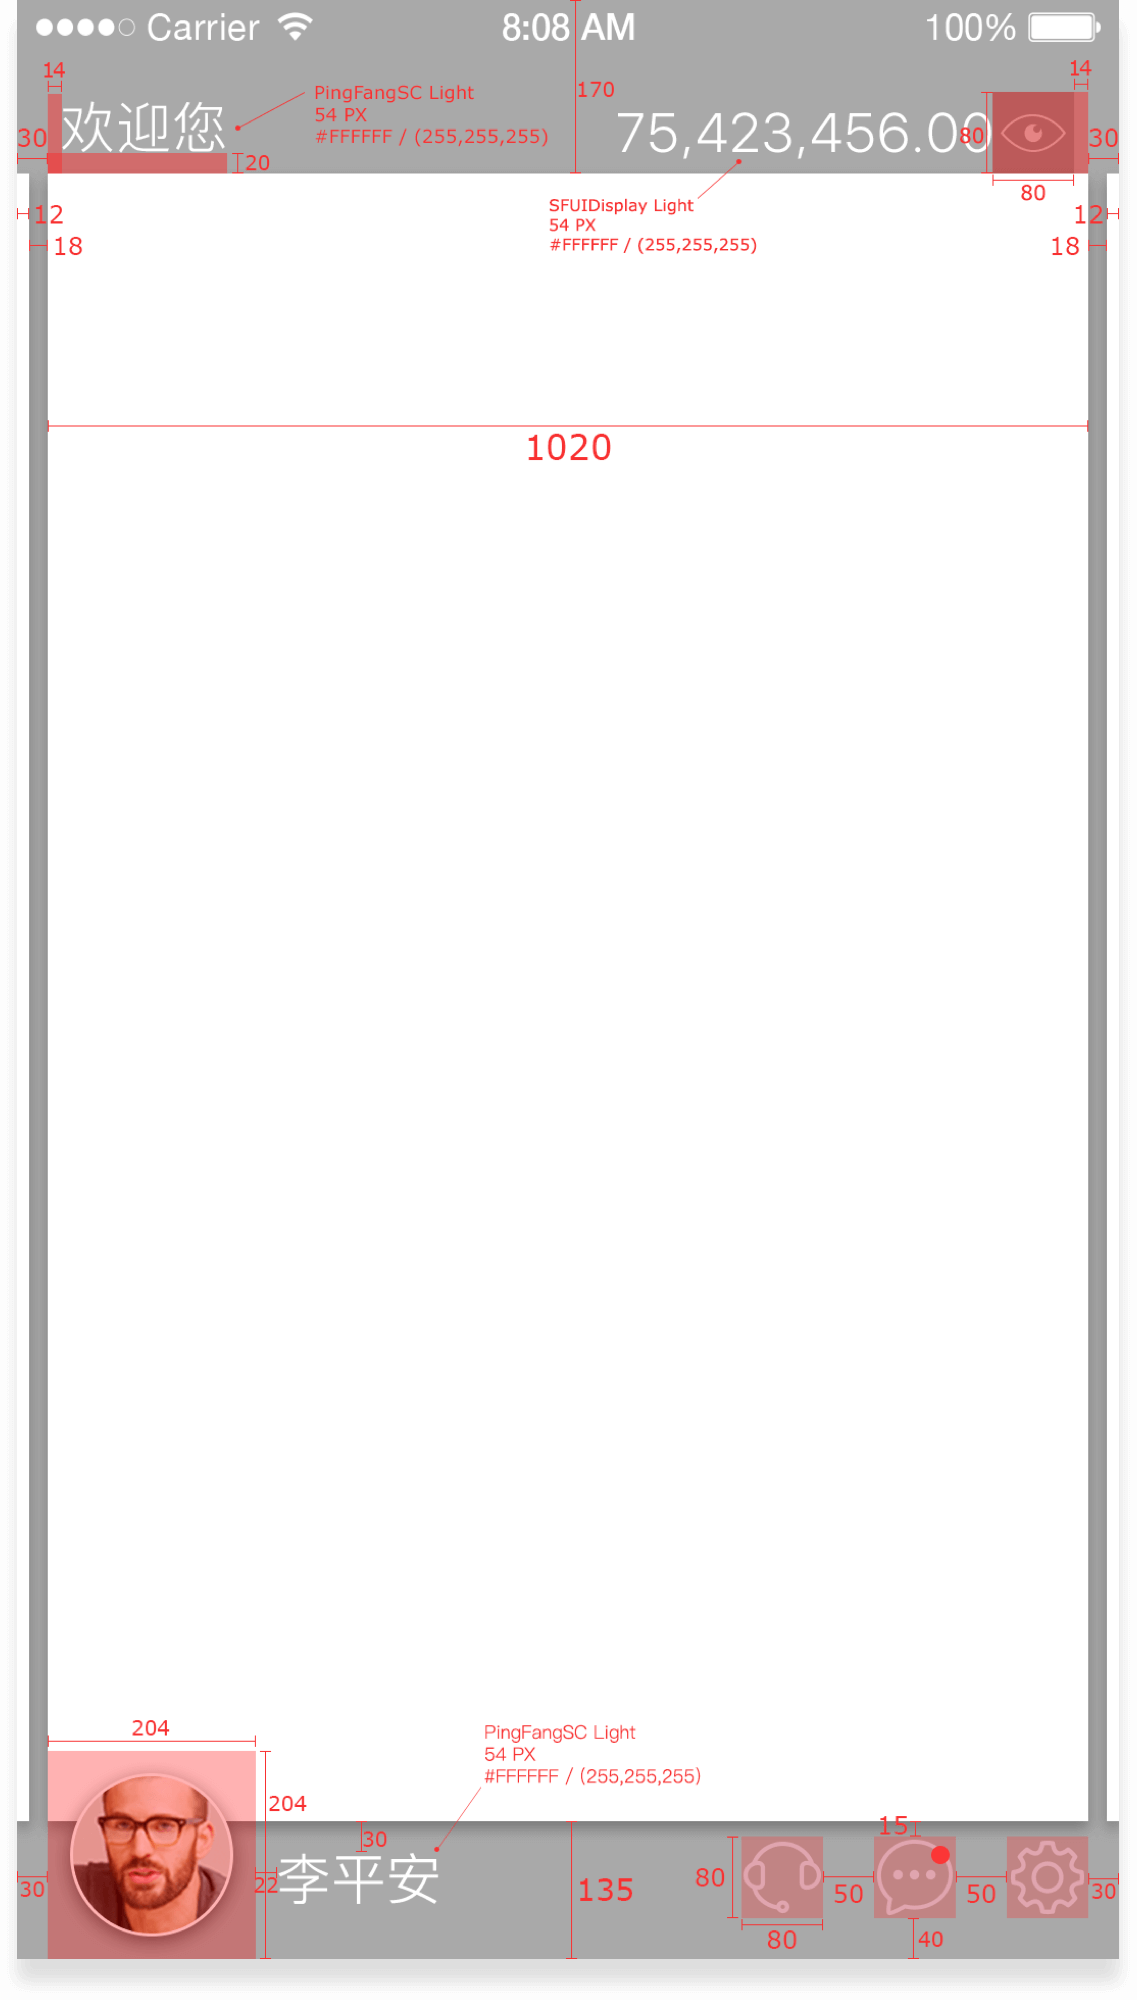 Carrier 8:08 AM 100%
14
14
PingFangSC Light
54 PX
#FFFFFF / (255,255,255)
170
欢迎您
75,423,456.00
80
30
30
20
80
12
18
SFUIDisplay Light
54 PX
#FFFFFF / (255,255,255)
12
18
1020
204
PingFangSC Light
54 PX
#FFFFFF / (255,255,255)
204
15
30
李平安
30
22
135
80
50
50
30
80
40